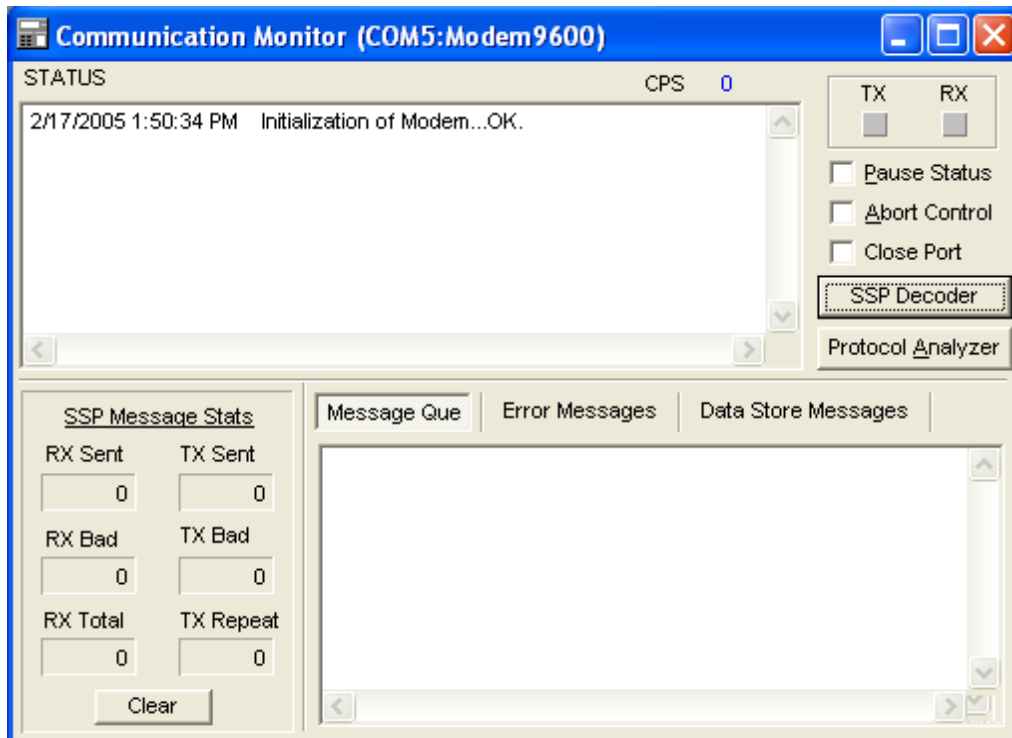 Communication Monitor (COM5:Modem9600)
STATUS
CPS 0
TX RX
2/17/2005 1:50:34 PM Initialization of Modem...OK.
Pause Status
Abort Control
Close Port
SSP Decoder
Protocol Analyzer
SSP Message Stats
RX Sent TX Sent
0 0
RX Bad TX Bad
0 0
RX Total TX Repeat
0 0
Clear
Message Que Error Messages Data Store Messages